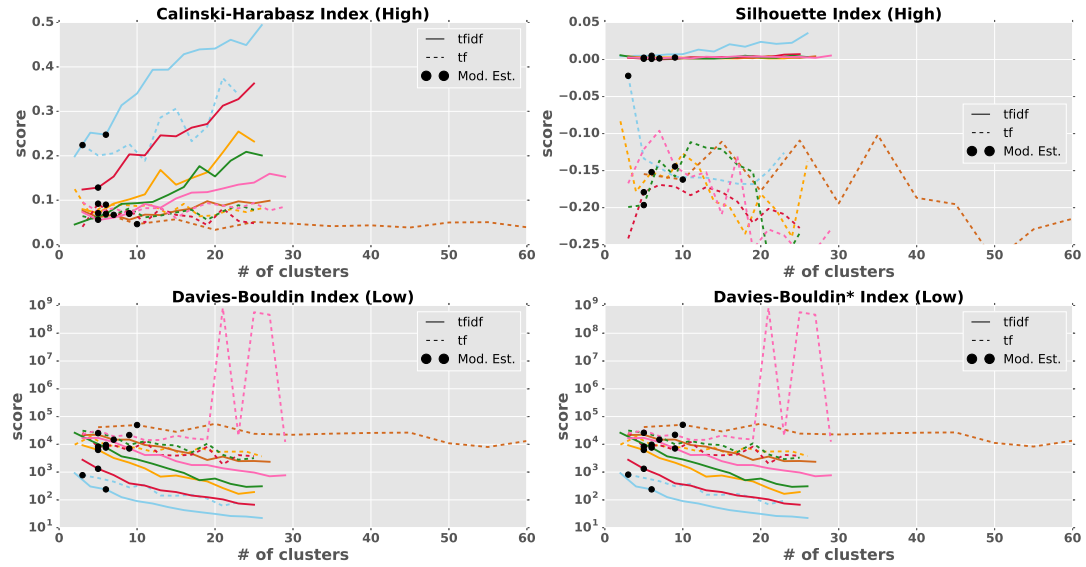 Calinski-Harabasz Index (High)
0.5
0.4
0.3
0.2
0.1
0.0
score
0 10 20 30 40 50 60
# of clusters
tfidf
tf
Mod. Est.
Silhouette Index (High)
0.05
0.00
−0.05
−0.10
−0.15
−0.20
−0.25
score
0 10 20 30 40 50 60
# of clusters
tfidf
tf
Mod. Est.
Davies-Bouldin Index (Low)
10⁹
10⁸
10⁷
10⁶
10⁵
10⁴
10³
10²
10¹
score
0 10 20 30 40 50 60
# of clusters
tfidf
tf
Mod. Est.
Davies-Bouldin* Index (Low)
10⁹
10⁸
10⁷
10⁶
10⁵
10⁴
10³
10²
10¹
score
0 10 20 30 40 50 60
# of clusters
tfidf
tf
Mod. Est.